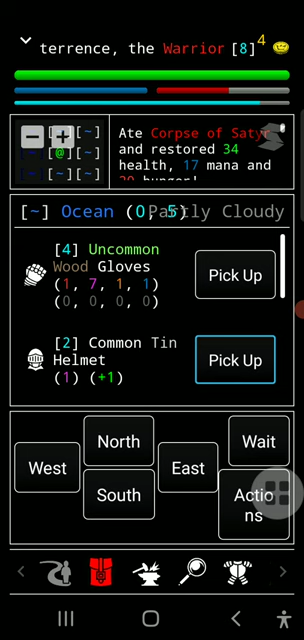 terrence, the Warrior [8] 4
[~] [~]
[@] [~]
[~] [~] [~]
Ate Corpse of Satyr
and restored 34
health, 17 mana and
[~] Ocean (0, 5) Partly Cloudy
[4] Uncommon
Wood Gloves
(1, 7, 1, 1)
(0, 0, 0, 0)
Pick Up
[2] Common Tin
Helmet
(1) (+1)
Pick Up
North
Wait
West
East
South
Actio
ns